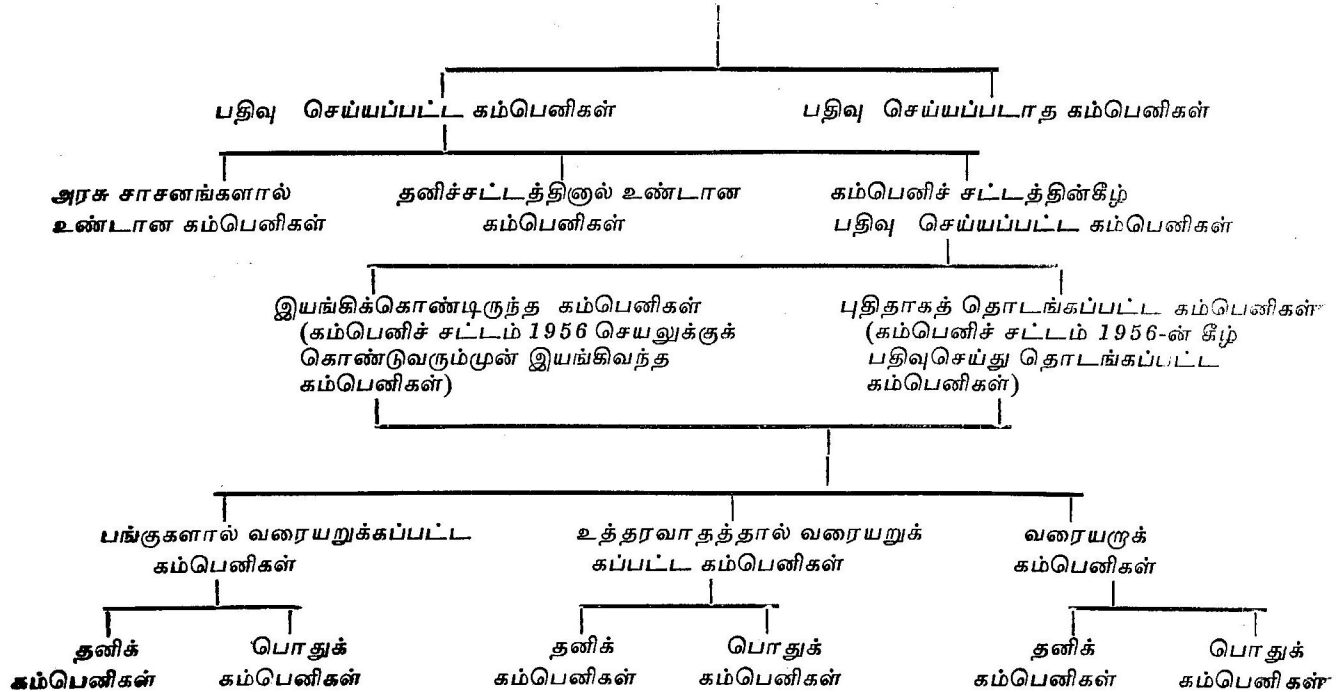 பதிவு செய்யப்பட்ட கம்பெனிகள்
பதிவு செய்யப்படாத கம்பெனிகள்
அரசு சாசனங்களால்
உண்டான கம்பெனிகள்
தனிச்சட்டத்தினால் உண்டான
கம்பெனிகள்
கம்பெனிச் சட்டத்தின்கீழ்
பதிவு செய்யப்பட்ட கம்பெனிகள்
இயங்கிக்கொண்டிருந்த கம்பெனிகள்
(கம்பெனிச் சட்டம் 1956 செயலுக்குக்
கொண்டுவரும்முன் இயங்கிவந்த
கம்பெனிகள்)
புதிதாகத் தொடங்கப்பட்ட கம்பெனிகள்
(கம்பெனிச் சட்டம் 1956-ன் கீழ்
பதிவுசெய்து தொடங்கப்பட்ட
கம்பெனிகள்)
பங்குகளால் வரையறுக்கப்பட்ட
கம்பெனிகள்
உத்தரவாதத்தால் வரையறுக்
கப்பட்ட கம்பெனிகள்
வரையறாக்
கம்பெனிகள்
தனிக்
கம்பெனிகள்
பொதுக்
கம்பெனிகள்
தனிக்
கம்பெனிகள்
பொதுக்
கம்பெனிகள்
தனிக்
கம்பெனிகள்
பொதுக்
கம்பெனிகள்